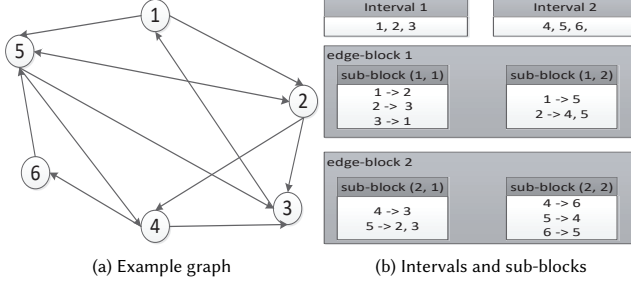 1
5
2
6
3
4
(a) Example graph
Interval 1
1, 2, 3
Interval 2
4, 5, 6,
edge-block 1
sub-block (1, 1)
1 -> 2
2 -> 3
3 -> 1
sub-block (1, 2)
1 -> 5
2 -> 4, 5
edge-block 2
sub-block (2, 1)
4 -> 3
5 -> 2, 3
sub-block (2, 2)
4 -> 6
5 -> 4
6 -> 5
(b) Intervals and sub-blocks